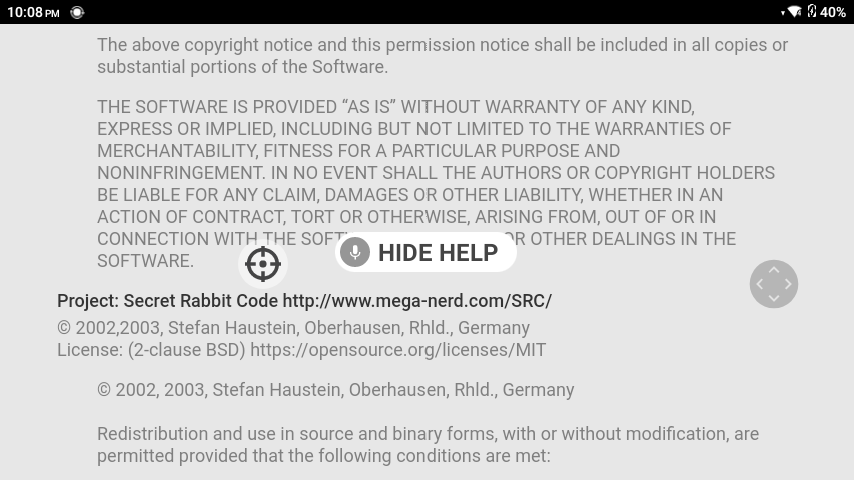 10:08 PM
40%
The above copyright notice and this permission notice shall be included in all copies or
substantial portions of the Software.
THE SOFTWARE IS PROVIDED “AS IS” WITHOUT WARRANTY OF ANY KIND,
EXPRESS OR IMPLIED, INCLUDING BUT NOT LIMITED TO THE WARRANTIES OF
MERCHANTABILITY, FITNESS FOR A PARTICULAR PURPOSE AND
NONINFRINGEMENT. IN NO EVENT SHALL THE AUTHORS OR COPYRIGHT HOLDERS
BE LIABLE FOR ANY CLAIM, DAMAGES OR OTHER LIABILITY, WHETHER IN AN
ACTION OF CONTRACT, TORT OR OTHERWISE, ARISING FROM, OUT OF OR IN
CONNECTION WITH THE OR OTHER DEALINGS IN THE
HIDE HELP
SOFTWARE.
Project: Secret Rabbit Code http://www.mega-nerd.com/SRC/
© 2002,2003, Stefan Haustein, Oberhausen, Rhld., Germany
License: (2-clause BSD) https://opensource.org/licenses/MIT
© 2002, 2003, Stefan Haustein, Oberhausen, Rhld., Germany
Redistribution and use in source and binary forms, with or without modification, are
permitted provided that the following conditions are met: